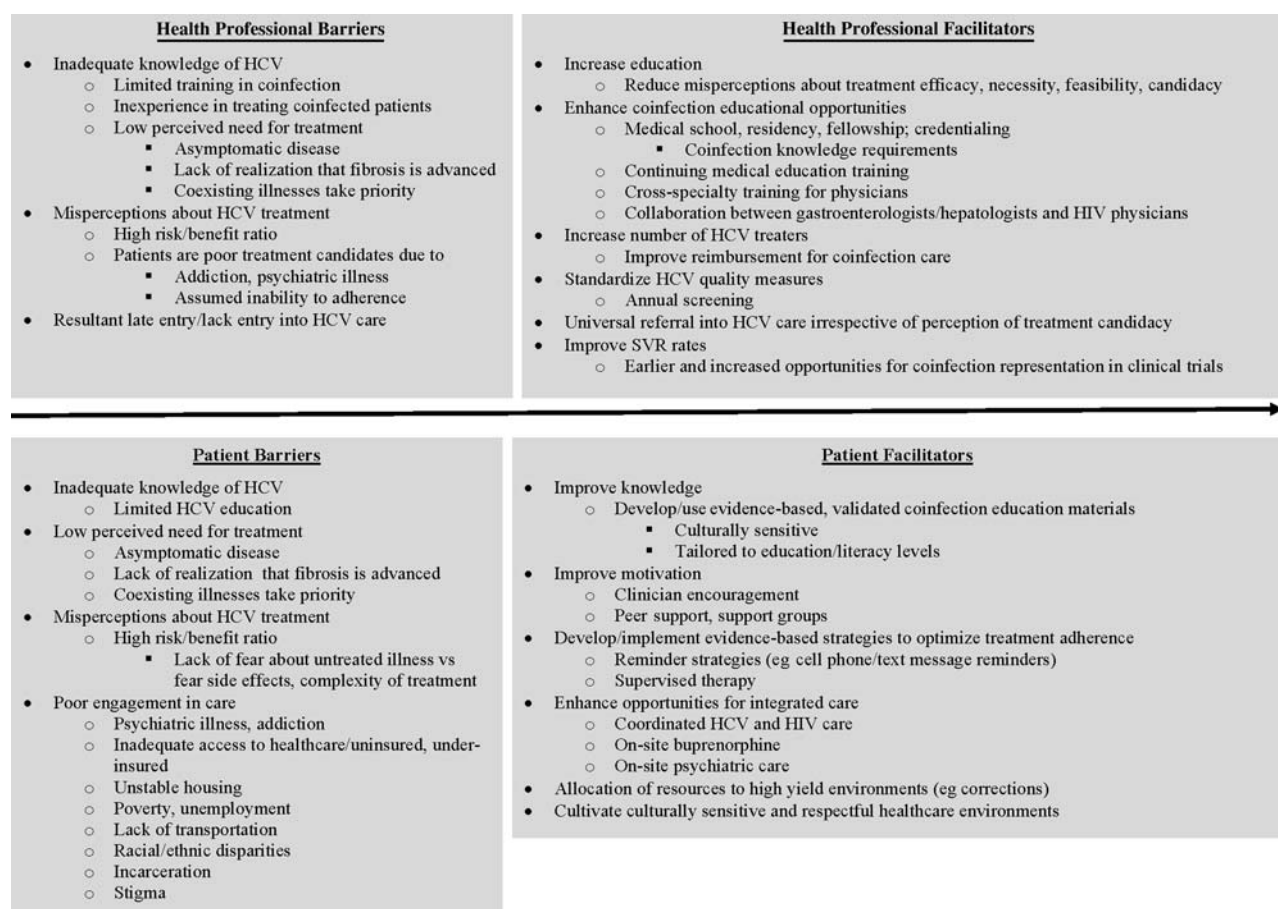 Health Professional Barriers
• Inadequate knowledge of HCV
o Limited training in coinfection
o Inexperience in treating coinfected patients
o Low perceived need for treatment
▪ Asymptomatic disease
▪ Lack of realization that fibrosis is advanced
▪ Coexisting illnesses take priority
• Misperceptions about HCV treatment
o High risk/benefit ratio
o Patients are poor treatment candidates due to
▪ Addiction, psychiatric illness
▪ Assumed inability to adherence
• Resultant late entry/lack entry into HCV care
Health Professional Facilitators
• Increase education
o Reduce misperceptions about treatment efficacy, necessity, feasibility, candidacy
• Enhance coinfection educational opportunities
o Medical school, residency, fellowship; credentialing
▪ Coinfection knowledge requirements
o Continuing medical education training
o Cross-specialty training for physicians
o Collaboration between gastroenterologists/hepatologists and HIV physicians
• Increase number of HCV treaters
o Improve reimbursement for coinfection care
• Standardize HCV quality measures
o Annual screening
• Universal referral into HCV care irrespective of perception of treatment candidacy
• Improve SVR rates
o Earlier and increased opportunities for coinfection representation in clinical trials
Patient Barriers
• Inadequate knowledge of HCV
o Limited HCV education
• Low perceived need for treatment
o Asymptomatic disease
o Lack of realization that fibrosis is advanced
o Coexisting illnesses take priority
• Misperceptions about HCV treatment
o High risk/benefit ratio
▪ Lack of fear about untreated illness vs
fear side effects, complexity of treatment
• Poor engagement in care
o Psychiatric illness, addiction
o Inadequate access to healthcare/uninsured, under-
insured
o Unstable housing
o Poverty, unemployment
o Lack of transportation
o Racial/ethnic disparities
o Incarceration
o Stigma
Patient Facilitators
• Improve knowledge
o Develop/use evidence-based, validated coinfection education materials
▪ Culturally sensitive
▪ Tailored to education/literacy levels
• Improve motivation
o Clinician encouragement
o Peer support, support groups
• Develop/implement evidence-based strategies to optimize treatment adherence
o Reminder strategies (eg cell phone/text message reminders)
o Supervised therapy
• Enhance opportunities for integrated care
o Coordinated HCV and HIV care
o On-site buprenorphine
o On-site psychiatric care
• Allocation of resources to high yield environments (eg corrections)
• Cultivate culturally sensitive and respectful healthcare environments